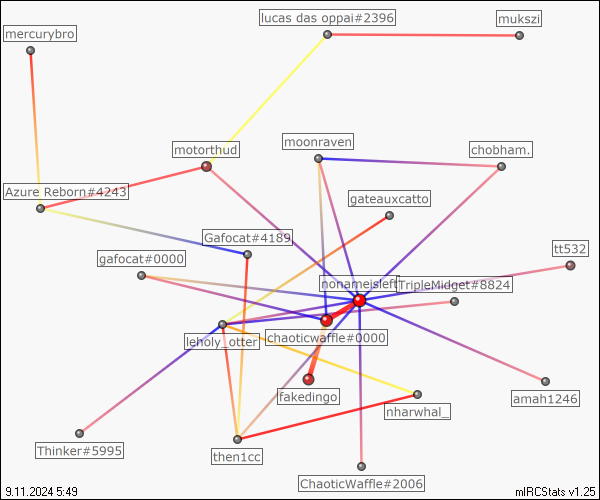 lucas das oppai#2396
mukszi
mercurybro
moonraven
motorthud
chobham.
Azure Reborn#4243
gateauxcatto
Gafocat#4189
tt532
gafocat#0000
nonameisleft
TripleMidget#8824
leholy_otter
chaoticwaffle#0000
fakedingo
amah1246
nharwhal_
Thinker#5995
then1cc
ChaoticWaffle#2006
9.11.2024 5:49
mIRCStats v1.25